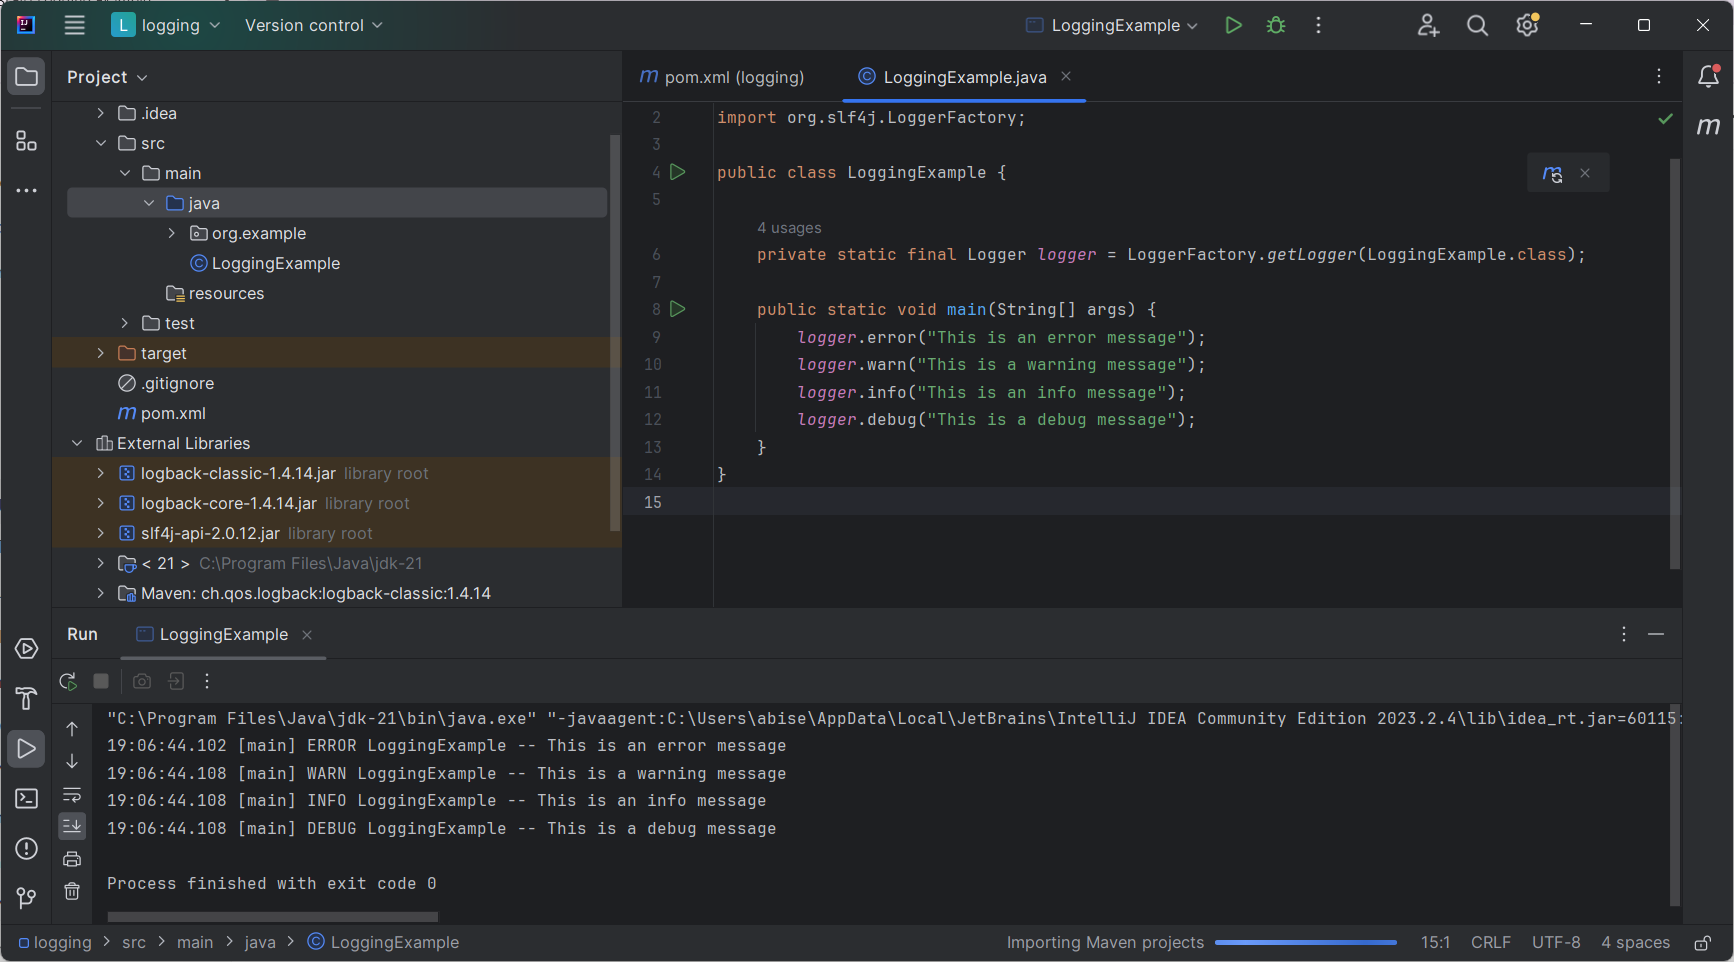 L logging
Version control
LoggingExample
Project
pom.xml (logging)
LoggingExample.java
.idea
src
main
java
org.example
LoggingExample
resources
test
target
.gitignore
pom.xml
External Libraries
logback-classic-1.4.14.jar library root
logback-core-1.4.14.jar library root
slf4j-api-2.0.12.jar library root
< 21 > C:\Program Files\Java\jdk-21
Maven: ch.qos.logback:logback-classic:1.4.14
2 import org.slf4j.LoggerFactory;
3
4 public class LoggingExample {
5
4 usages
6 private static final Logger logger = LoggerFactory.getLogger(LoggingExample.class);
7
8 public static void main(String[] args) {
9 logger.error("This is an error message");
10 logger.warn("This is a warning message");
11 logger.info("This is an info message");
12 logger.debug("This is a debug message");
13 }
14 }
15
Run
LoggingExample
"C:\Program Files\Java\jdk-21\bin\java.exe" "-javaagent:C:\Users\abise\AppData\Local\JetBrains\IntelliJ IDEA Community Edition 2023.2.4\lib\idea_rt.jar=60115:
19:06:44.102 [main] ERROR LoggingExample -- This is an error message
19:06:44.108 [main] WARN LoggingExample -- This is a warning message
19:06:44.108 [main] INFO LoggingExample -- This is an info message
19:06:44.108 [main] DEBUG LoggingExample -- This is a debug message
Process finished with exit code 0
logging > src > main > java > LoggingExample
Importing Maven projects
15:1 CRLF UTF-8 4 spaces